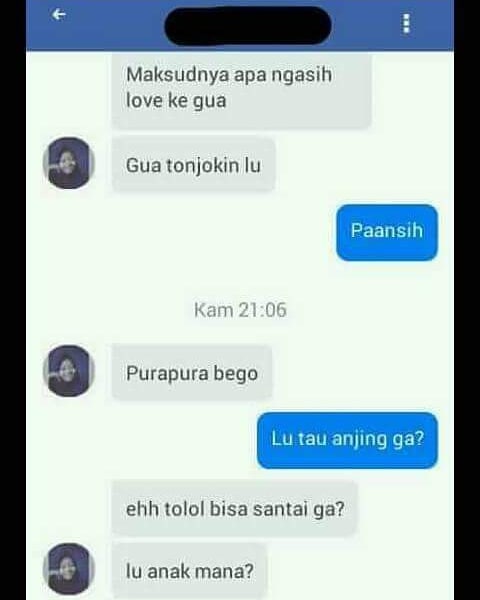 Maksudnya apa ngasih
love ke gua
Gua tonjokin lu
Paansih
Kam 21:06
Purapura bego
Lu tau anjing ga?
ehh tolol bisa santai ga?
lu anak mana?